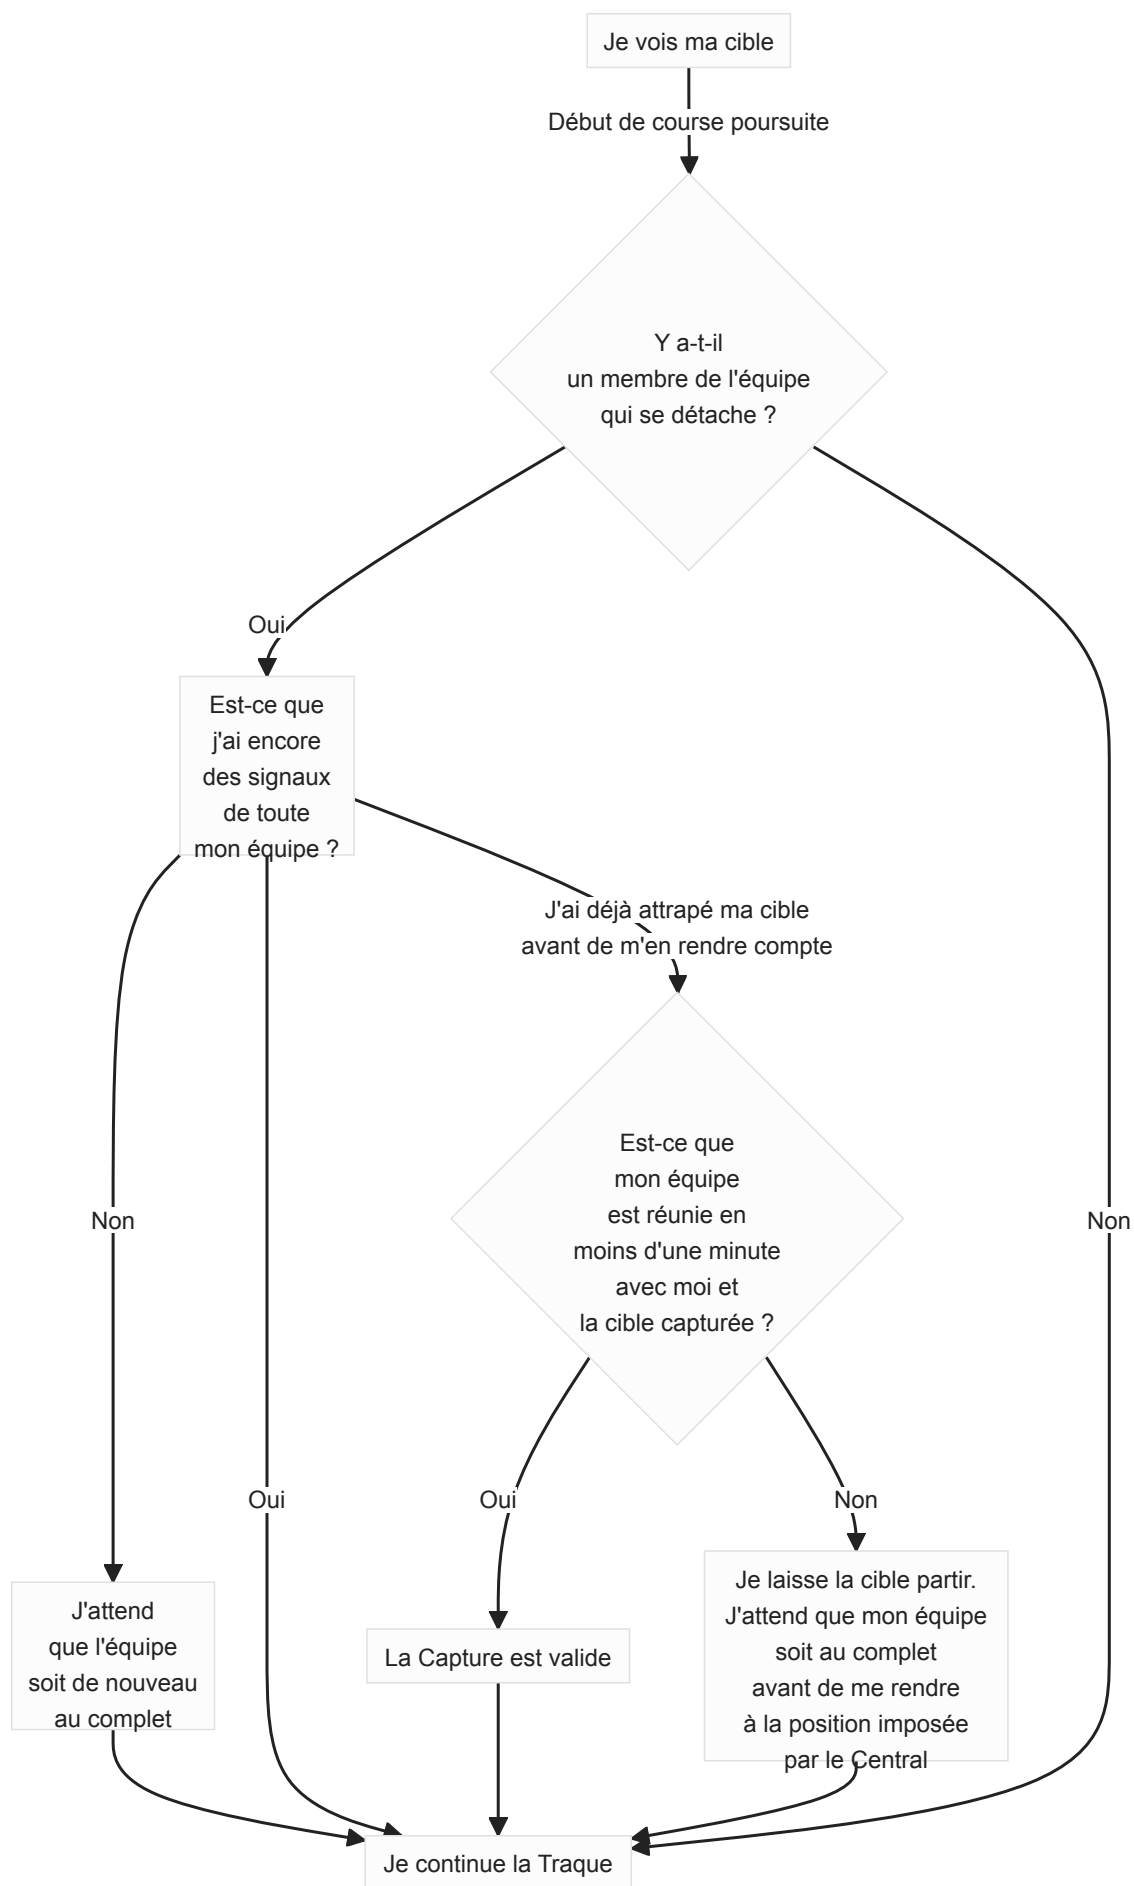 Je vois ma cible
Début de course poursuite
Y a-t-il
un membre de l'équipe
qui se détache ?
Oui
Est-ce que
j'ai encore
des signaux
de toute
mon équipe ?
J'ai déjà attrapé ma cible
avant de m'en rendre compte
Est-ce que
mon équipe
est réunie en
moins d'une minute
avec moi et
la cible capturée ?
Non
Non
Oui
Oui
Non
J'attend
que l'équipe
soit de nouveau
au complet
La Capture est valide
Je laisse la cible partir.
J'attend que mon équipe
soit au complet
avant de me rendre
à la position imposée
par le Central
Je continue la Traque